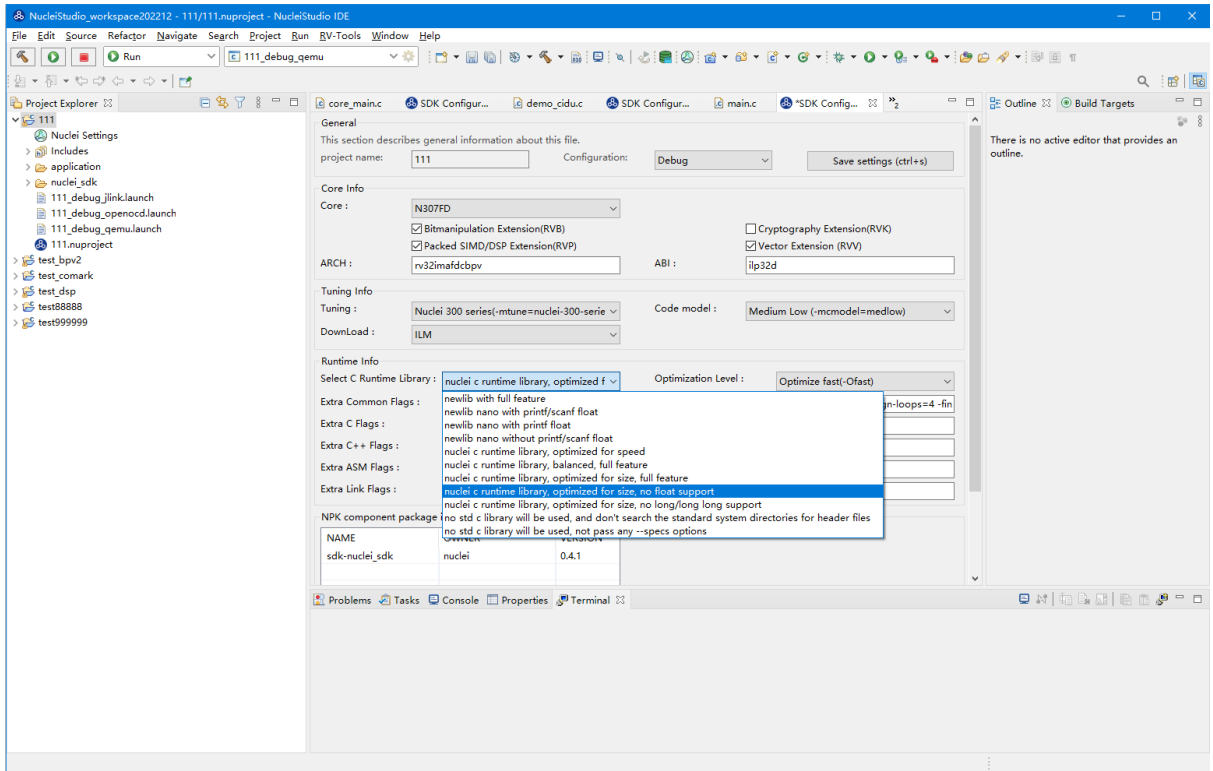 NucleiStudio_workspace202212 - 111/111.nuproject - NucleiStudio IDE
File Edit Source Refactor Navigate Search Project Run RV-Tools Window Help
Run 111_debug_qemu
Project Explorer
core_main.c SDK Configur... demo_cidu.c SDK Configur... main.c *SDK Config... »2
Outline Build Targets
111
Nuclei Settings
Includes
application
nuclei_sdk
111_debug_jlink.launch
111_debug_openocd.launch
111_debug_qemu.launch
111.nuproject
test_bpv2
test_comark
test_dsp
test88888
test999999
General
This section describes general information about this file.
project name: 111 Configuration: Debug Save settings (ctrl+s)
Core Info
Core : N307FD
Bitmanipulation Extension(RVB) Cryptography Extension(RVK)
Packed SIMD/DSP Extension(RVP) Vector Extension (RVV)
ARCH : rv32imafdcbpv ABI : ilp32d
Tuning Info
Tuning : Nuclei 300 series(-mtune=nuclei-300-serie Code model : Medium Low (-mcmodel=medlow)
DownLoad : ILM
Runtime Info
Select C Runtime Library : nuclei c runtime library, optimized f Optimization Level : Optimize fast(-Ofast)
Extra Common Flags : gn-loops=4 -fin
Extra C Flags :
Extra C++ Flags :
Extra ASM Flags :
Extra Link Flags :
newlib with full feature
newlib nano with printf/scanf float
newlib nano with printf float
newlib nano without printf/scanf float
nuclei c runtime library, optimized for speed
nuclei c runtime library, balanced, full feature
nuclei c runtime library, optimized for size, full feature
nuclei c runtime library, optimized for size, no float support
nuclei c runtime library, optimized for size, no long/long long support
no std c library will be used, and don't search the standard system directories for header files
no std c library will be used, not pass any --specs options
NPK component package i
NAME OWNER VERSION
sdk-nuclei_sdk nuclei 0.4.1
There is no active editor that provides an
outline.
Problems Tasks Console Properties Terminal